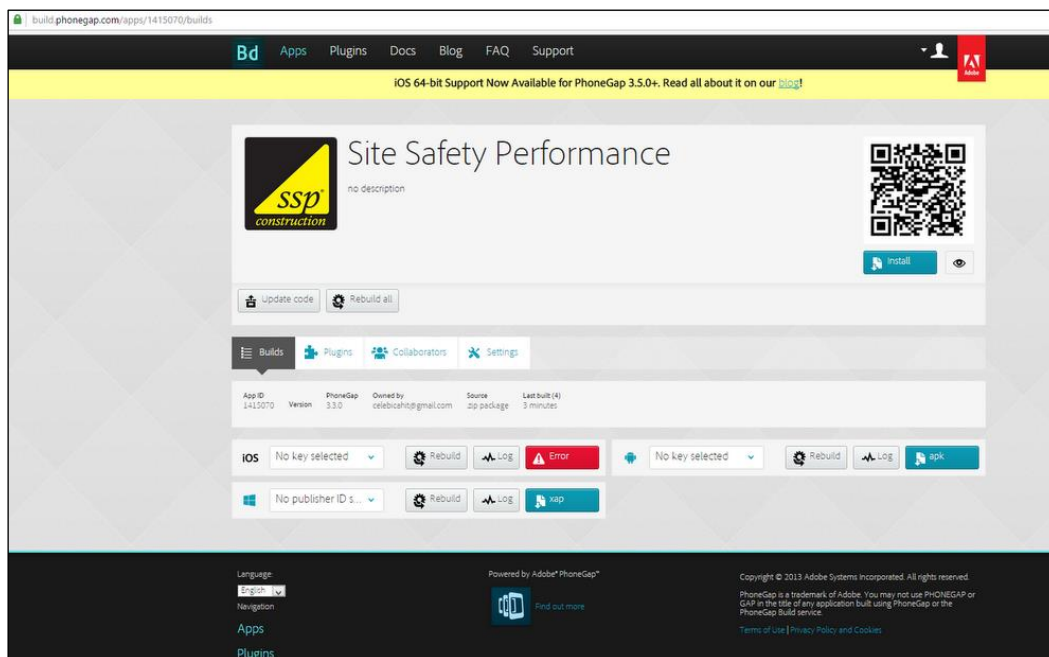 build.phonegap.com/apps/1415070/builds
Bd Apps Plugins Docs Blog FAQ Support
Adobe
iOS 64-bit Support Now Available for PhoneGap 3.5.0+. Read all about it on our blog!
Site Safety Performance
no description
ssp
construction
Install
Update code Rebuild all
Builds Plugins Collaborators Settings
App ID Version PhoneGap Owned by Source Last built (4)
1415070 3.3.0 celebicahit@gmail.com .zip package 3 minutes
iOS No key selected Rebuild Log Error No key selected Rebuild Log apk
No publisher ID s... Rebuild Log xap
Language:
English
Navigation
Apps
Plugins
Powered by Adobe® PhoneGap™
Find out more
Copyright © 2013 Adobe Systems Incorporated. All rights reserved.
PhoneGap is a trademark of Adobe. You may not use PHONEGAP or
GAP in the title of any application built using PhoneGap or the
PhoneGap Build service.
Terms of Use | Privacy Policy and Cookies